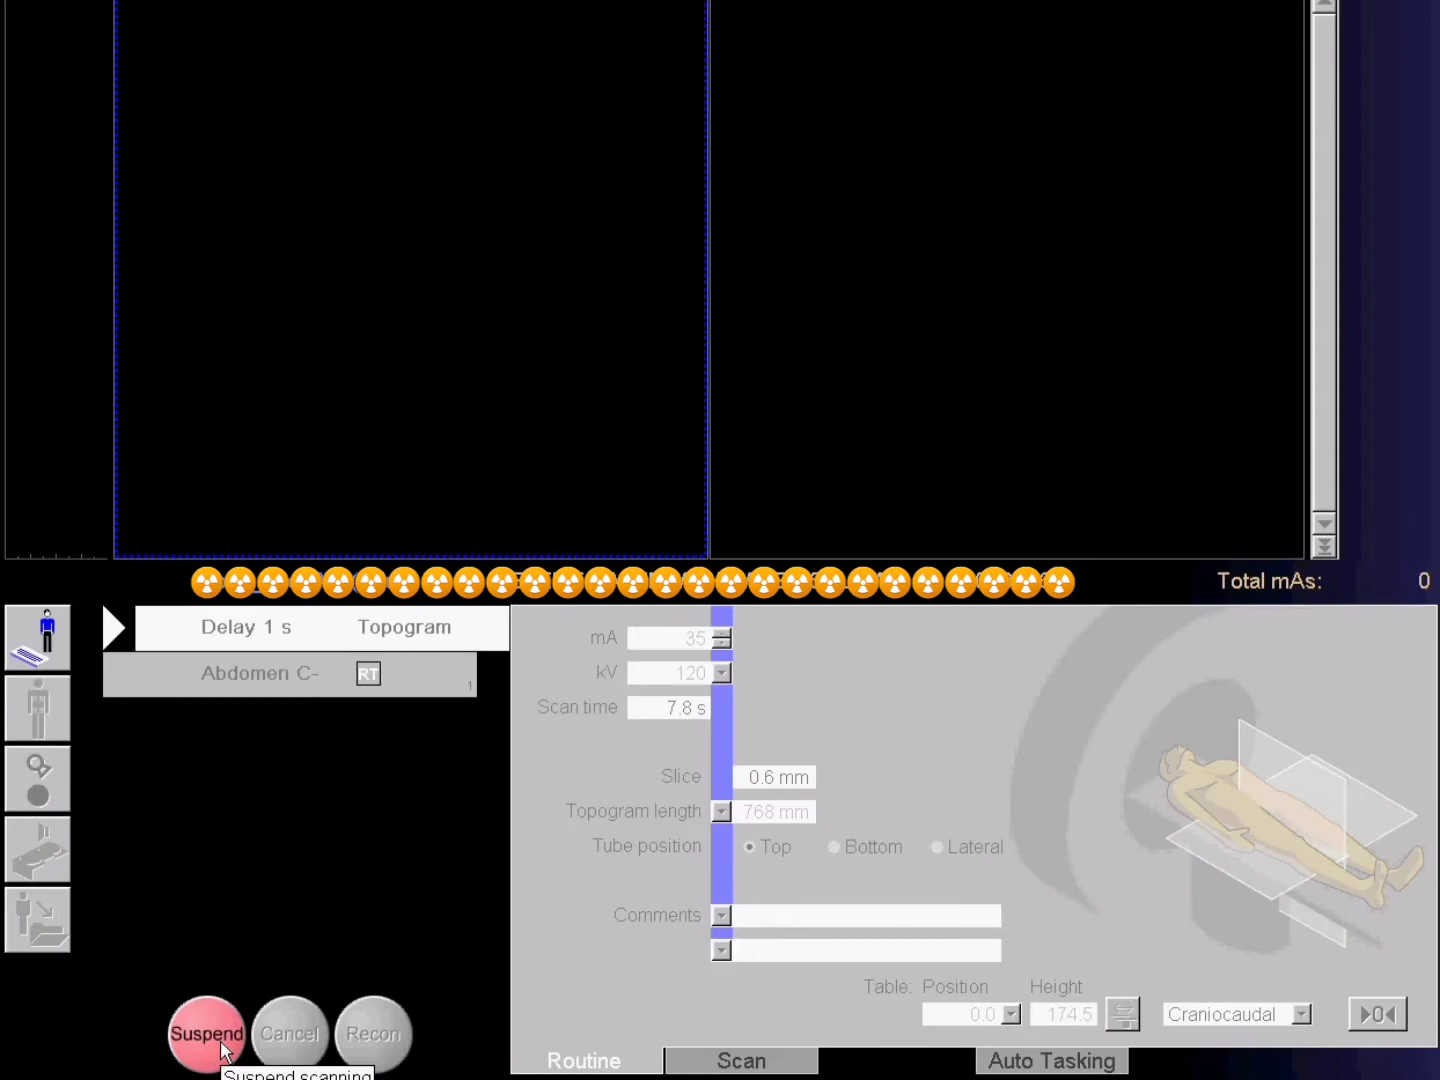 Total mAs: 0
Delay 1 s Topogram
Abdomen C- RT 1
mA 35
kV 120
Scan time 7.8 s
Slice 0.6 mm
Topogram length 768 mm
Tube position Top Bottom Lateral
Comments
Table: Position Height
0.0 174.5 Craniocaudal 0
Suspend Cancel Recon
Routine Scan Auto Tasking
Suspend scanning